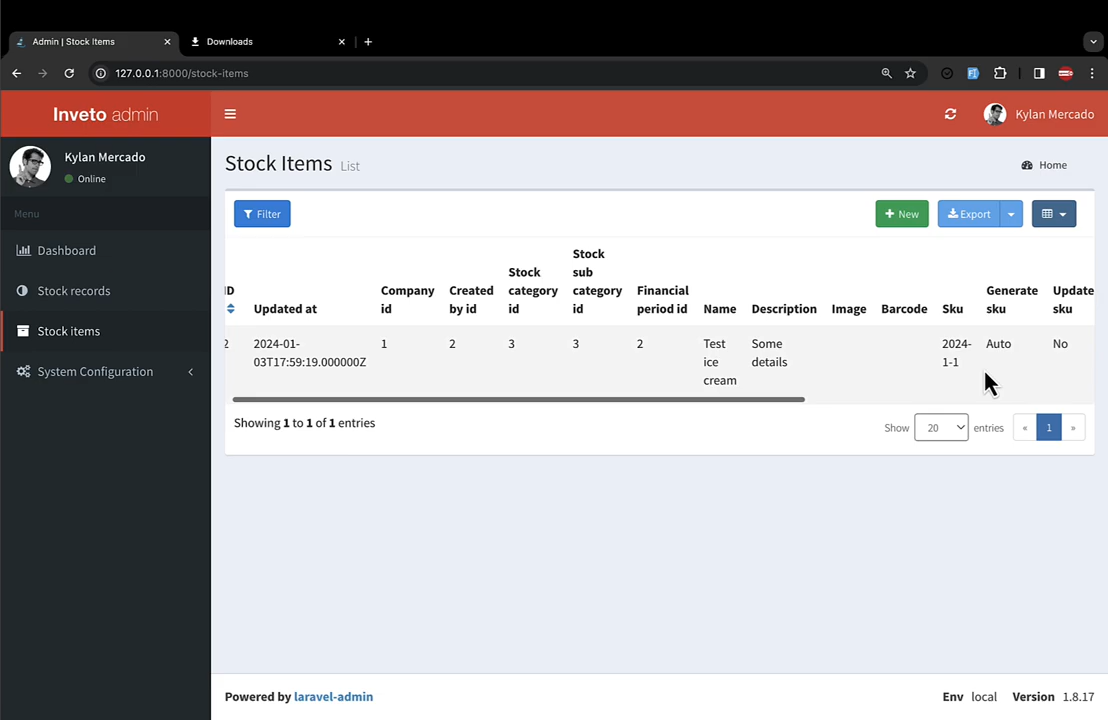 Admin | Stock Items
Downloads
127.0.0.1:8000/stock-items
Inveto admin
Kylan Mercado
Kylan Mercado
Online
Menu
Dashboard
Stock records
Stock items
System Configuration
Stock Items List
Home
Filter
New
Export
ID Updated at Company id Created by id Stock category id Stock sub category id Financial period id Name Description Image Barcode Sku Generate sku Update sku
2 2024-01-03T17:59:19.000000Z 1 2 3 3 2 Test ice cream Some details 2024-1-1 Auto No
Showing 1 to 1 of 1 entries
Show 20 entries « 1 »
Powered by laravel-admin
Env local Version 1.8.17